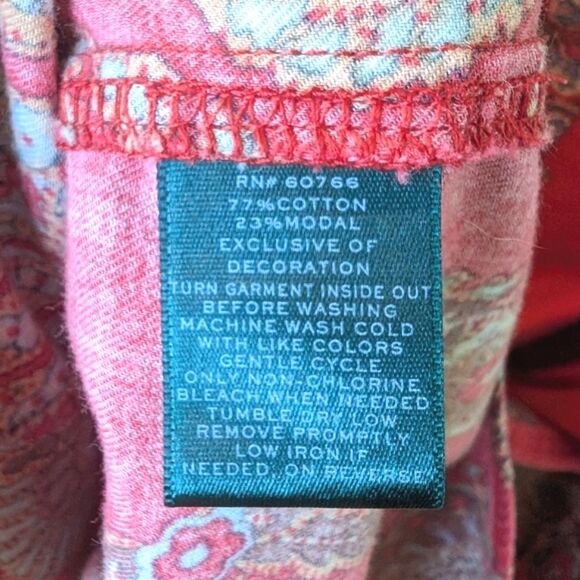 RN# 60766
77%COTTON
23%MODAL
EXCLUSIVE OF
DECORATION
TURN GARMENT INSIDE OUT
BEFORE WASHING
MACHINE WASH COLD
WITH LIKE COLORS
GENTLE CYCLE
ONLY NON-CHLORINE
BLEACH WHEN NEEDED
TUMBLE DRY LOW
REMOVE PROMPTLY
LOW IRON IF
NEEDED, ON REVERSE